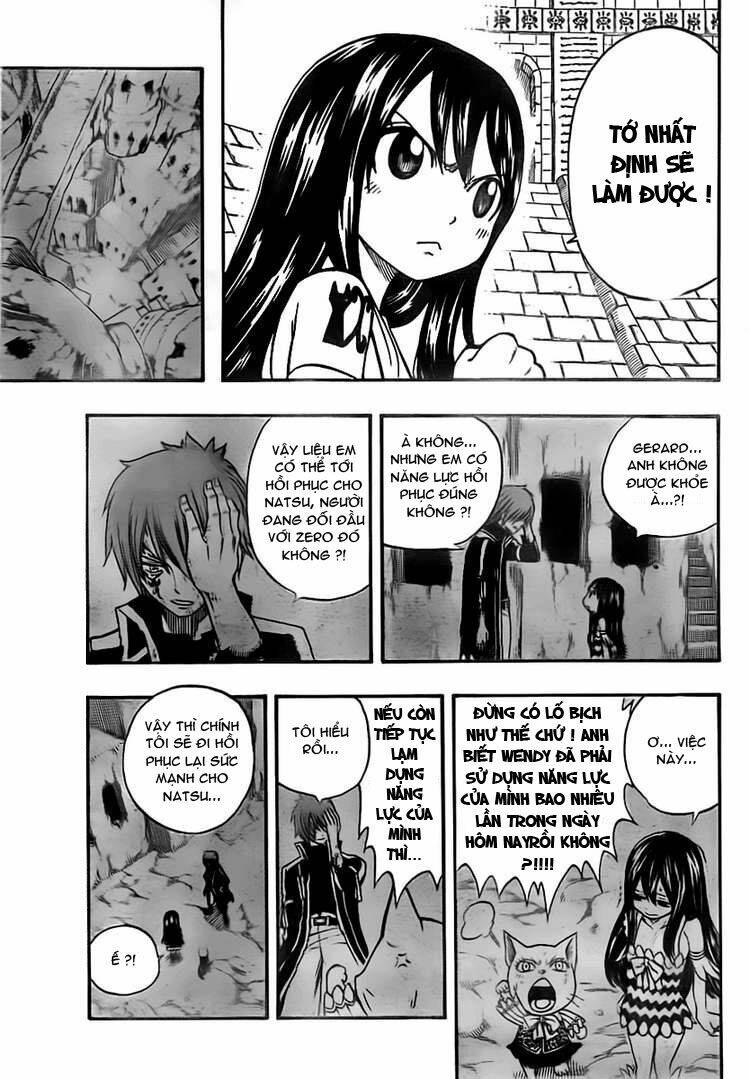 TỚ NHẤT
ĐỊNH SẼ
LÀM ĐƯỢC !
GERARD...
ANH KHÔNG
ĐƯỢC KHỎE
À...?!
À KHÔNG...
NHƯNG EM CÓ
NĂNG LỰC HỒI
PHỤC ĐÚNG
KHÔNG ?!
VẬY LIỆU EM
CÓ THỂ TỚI
HỒI PHỤC CHO
NATSU, NGƯỜI
ĐANG ĐỐI ĐẦU
VỚI ZERO ĐÓ
KHÔNG ?!
Ơ... VIỆC
NÀY...
ĐỪNG CÓ LỐ BỊCH
NHƯ THẾ CHỨ ! ANH
BIẾT WENDY ĐÃ PHẢI
SỬ DỤNG NĂNG LỰC
CỦA MÌNH BAO NHIÊU
LẦN TRONG NGÀY
HÔM NAYRỒI KHÔNG
?!!!!
NẾU CÒN
TIẾP TỤC
LẠM
DỤNG
NĂNG
LỰC CỦA
MÌNH
THÌ...
TÔI HIỂU
RỒI...
VẬY THÌ CHÍNH
TÔI SẼ ĐI HỒI
PHỤC LẠI SỨC
MẠNH CHO
NATSU...
Ế ?!